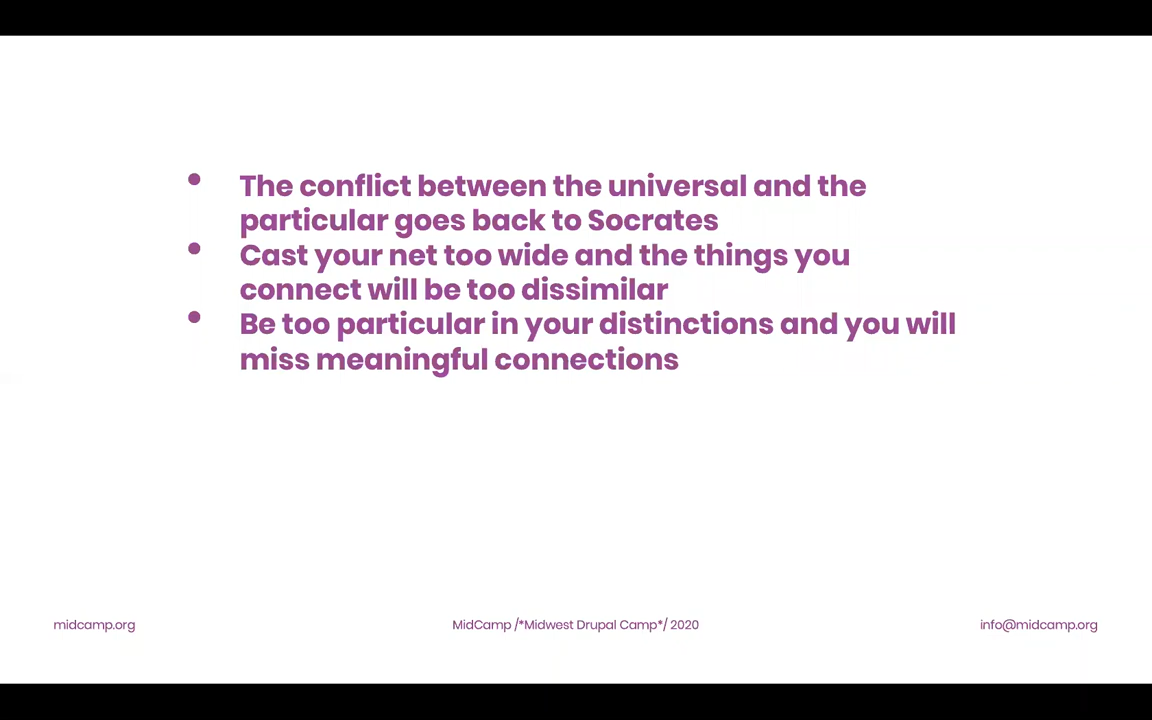 • The conflict between the universal and the
particular goes back to Socrates
• Cast your net too wide and the things you
connect will be too dissimilar
• Be too particular in your distinctions and you will
miss meaningful connections
midcamp.org
MidCamp /*Midwest Drupal Camp*/ 2020
info@midcamp.org